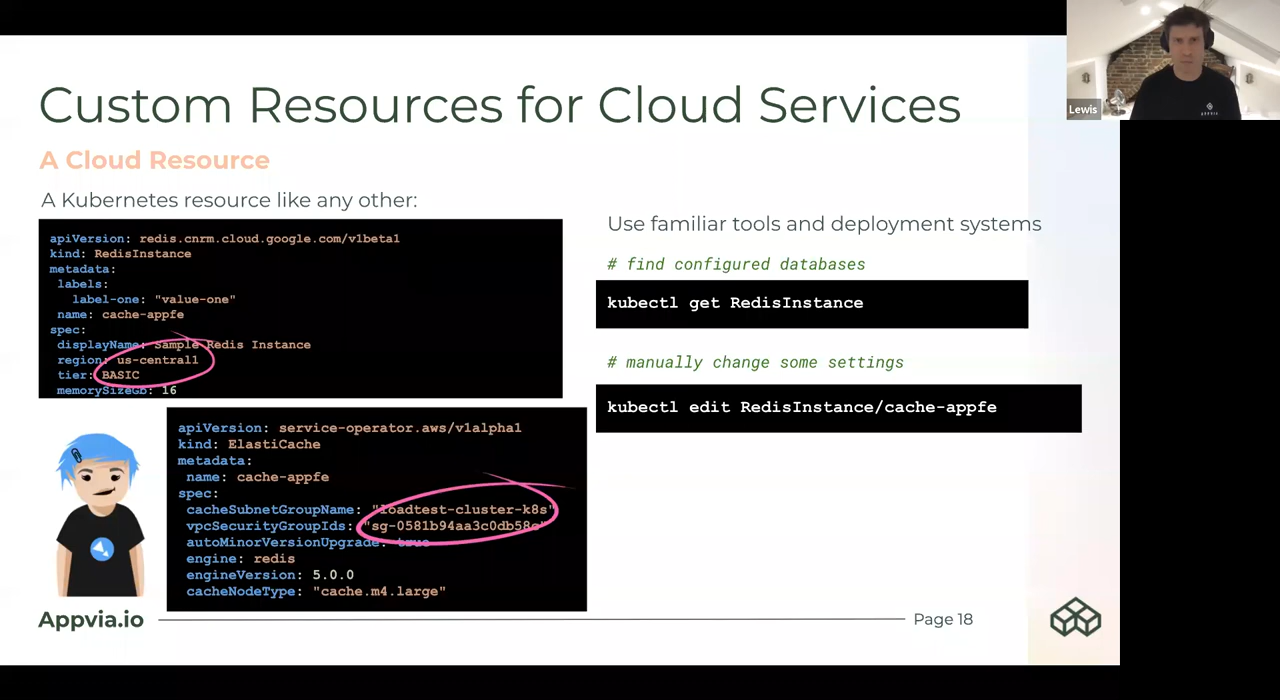 Custom Resources for Cloud Services
A Cloud Resource
A Kubernetes resource like any other:
apiVersion: redis.cnrm.cloud.google.com/v1beta1
kind: RedisInstance
metadata:
labels:
label-one: "value-one"
name: cache-appfe
spec:
displayName: Sample Redis Instance
region: us-central1
tier: BASIC
memorySizeGb: 16
apiVersion: service-operator.aws/v1alpha1
kind: ElastiCache
metadata:
name: cache-appfe
spec:
cacheSubnetGroupName: "loadtest-cluster-k8s"
vpcSecurityGroupIds: "sg-0581b94aa3c0db58c"
autoMinorVersionUpgrade: true
engine: redis
engineVersion: 5.0.0
cacheNodeType: "cache.m4.large"
Use familiar tools and deployment systems
# find configured databases
kubectl get RedisInstance
# manually change some settings
kubectl edit RedisInstance/cache-appfe
Appvia.io
Page 18
Lewis